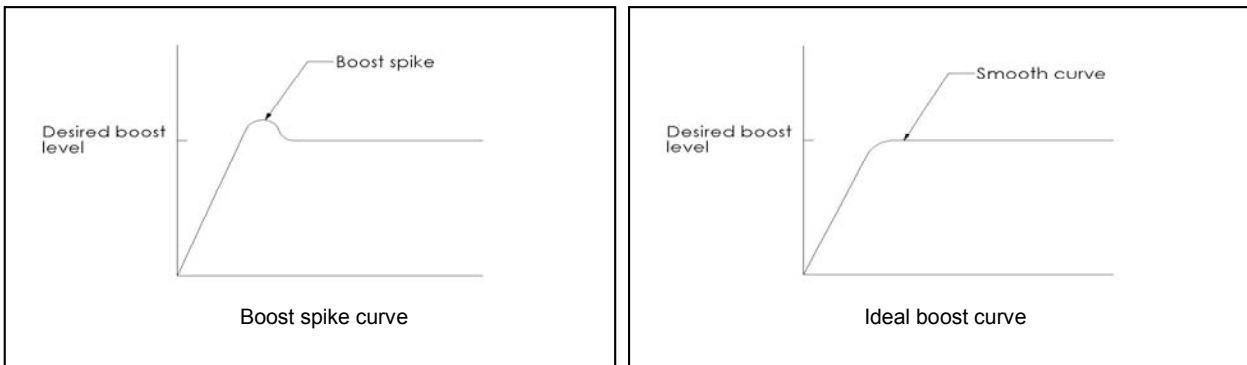 Boost spike
Desired boost
level
Boost spike curve
Smooth curve
Desired boost
level
Ideal boost curve